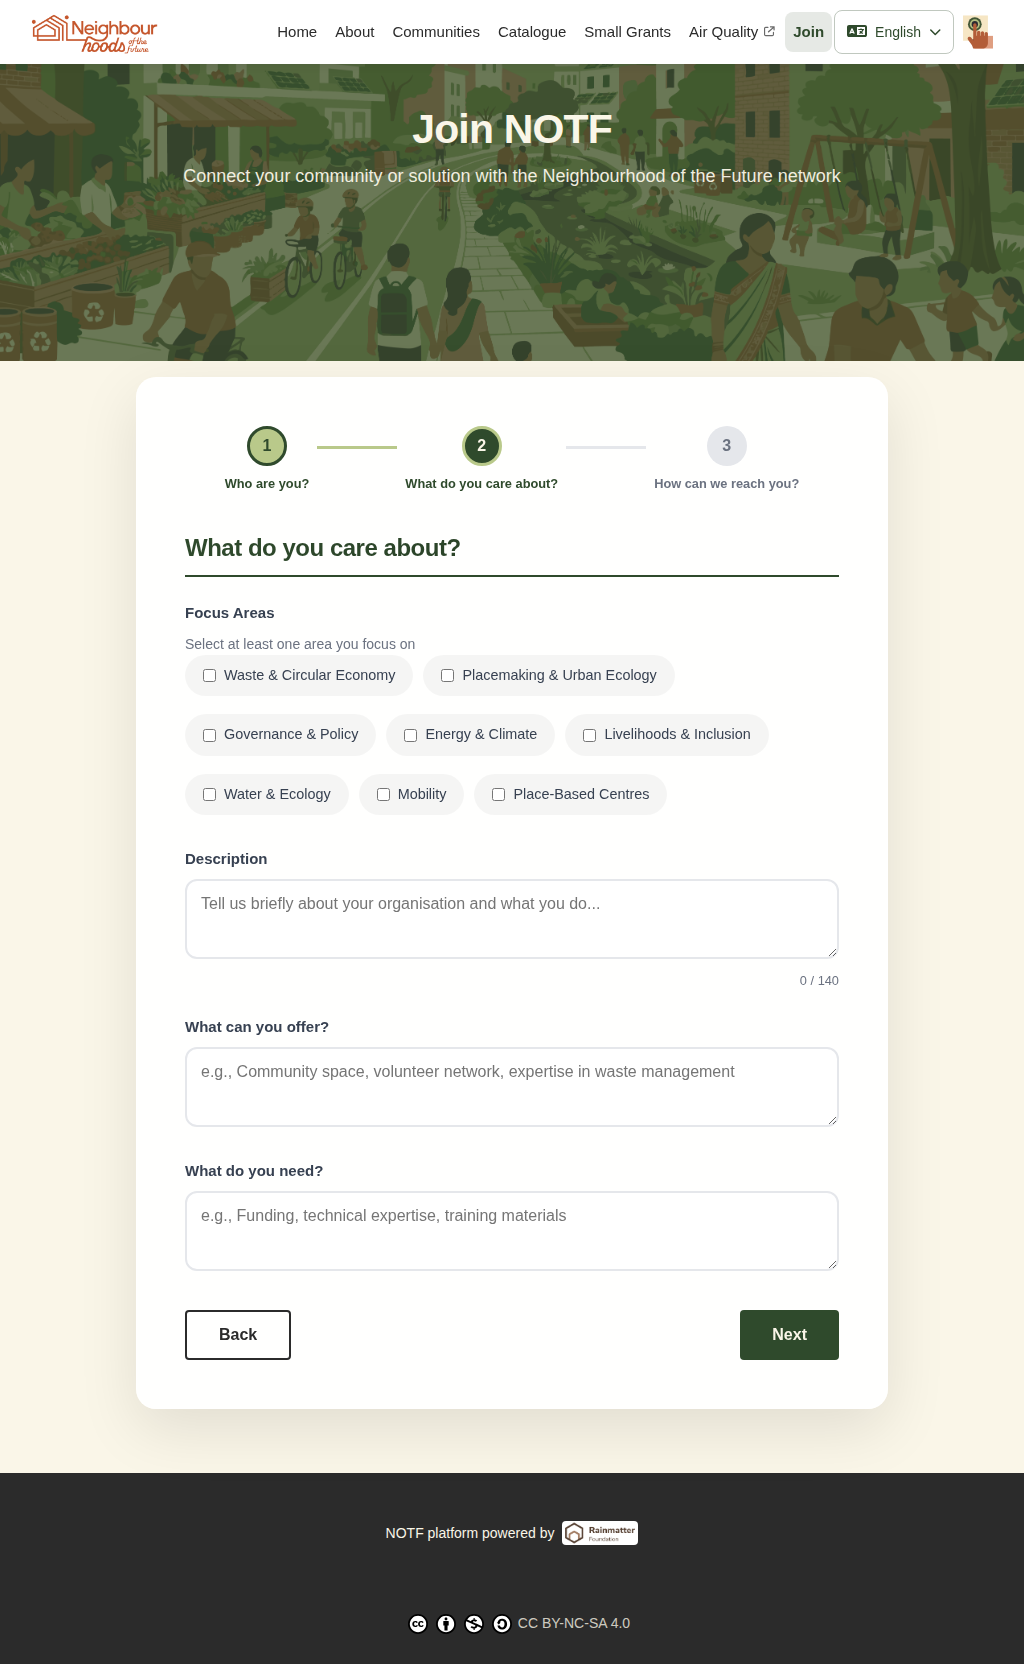 Neighbour
hoods of the future
Home About Communities Catalogue Small Grants Air Quality Join English
Join NOTF
Connect your community or solution with the Neighbourhood of the Future network
1 2 3
Who are you? What do you care about? How can we reach you?
What do you care about?
Focus Areas
Select at least one area you focus on
Waste & Circular Economy Placemaking & Urban Ecology
Governance & Policy Energy & Climate Livelihoods & Inclusion
Water & Ecology Mobility Place-Based Centres
Description
Tell us briefly about your organisation and what you do...
0 / 140
What can you offer?
e.g., Community space, volunteer network, expertise in waste management
What do you need?
e.g., Funding, technical expertise, training materials
Back Next
NOTF platform powered by Rainmatter
Foundation
CC BY-NC-SA 4.0